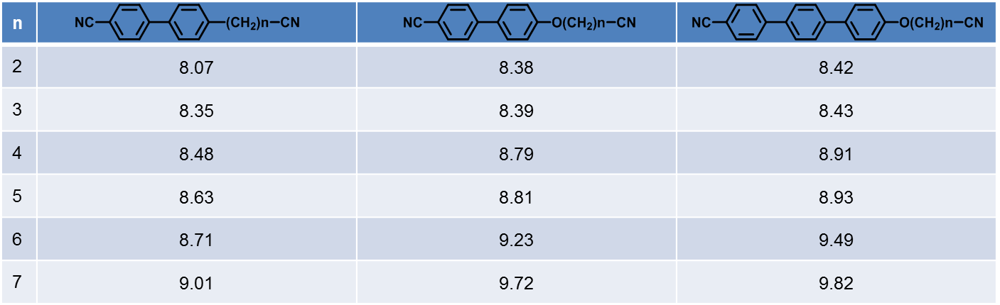 n NC (CH₂)n CN NC O(CH₂)n CN NC O(CH₂)n CN
2 8.07 8.38 8.42
3 8.35 8.39 8.43
4 8.48 8.79 8.91
5 8.63 8.81 8.93
6 8.71 9.23 9.49
7 9.01 9.72 9.82